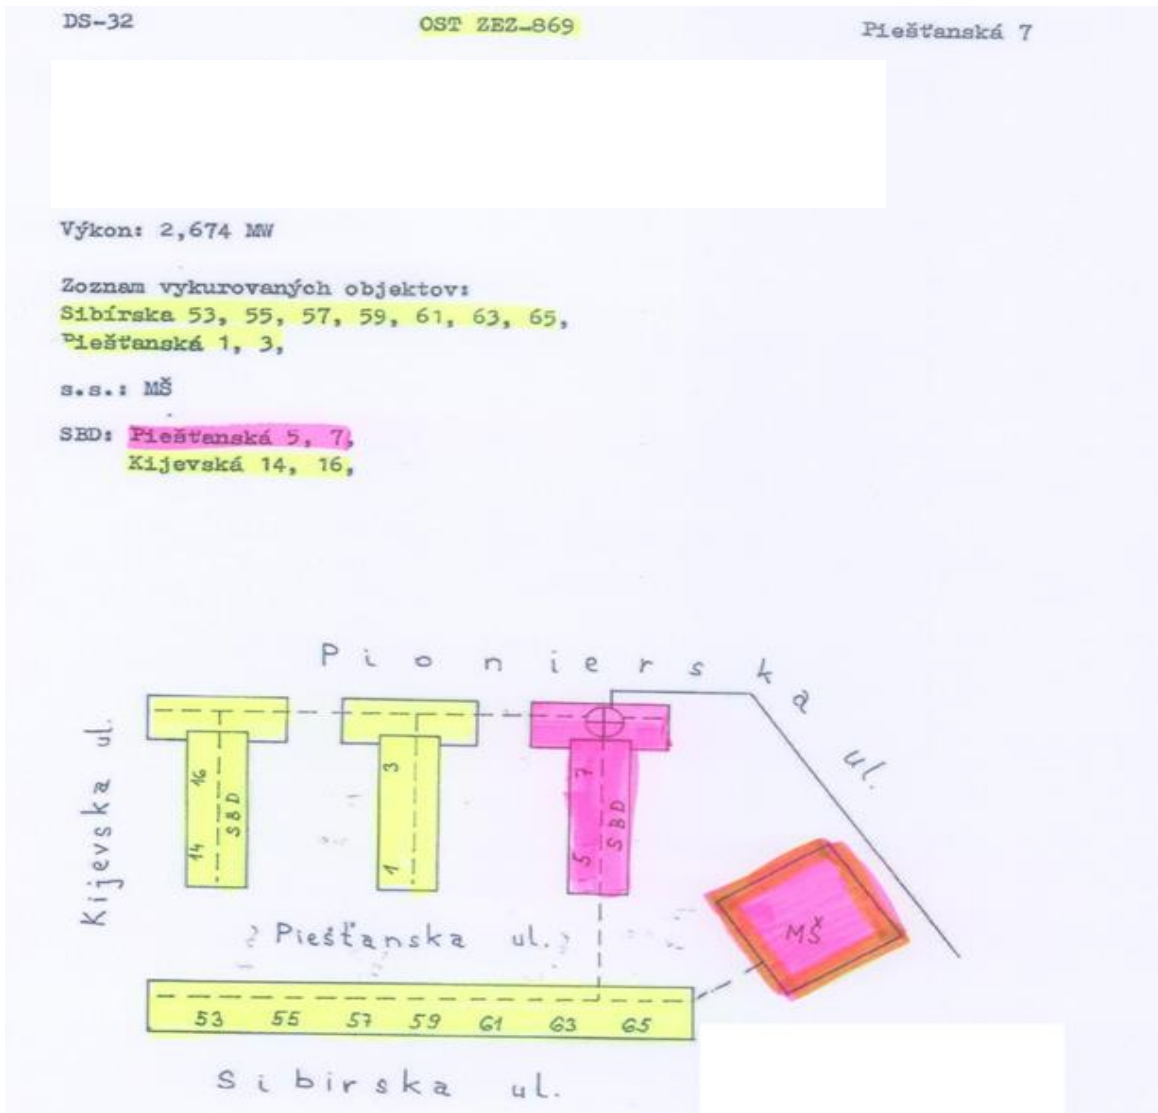 DS-32 OST ZEZ-869 Piešťanská 7
Výkon: 2,674 MW
Zoznam vykurovaných objektov:
Sibírska 53, 55, 57, 59, 61, 63, 65,
Piešťanská 1, 3,
s.s.: MŠ
SBD: Piešťanská 5, 7,
Kijevská 14, 16,
Pionierska ul.
Kijevska ul.
14 16 SBD
1 3
5 7 SBD
MŠ
Piešťanska ul.
53 55 57 59 61 63 65
Sibirska ul.